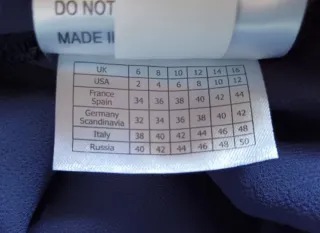 DO NOT
MADE I
UK 6 8 10 12 14 16
USA 2 4 6 8 10 12
France Spain 34 36 38 40 42 44
Germany Scandinavia 32 34 36 38 40 42
Italy 38 40 42 44 46 48
Russia 40 42 44 46 48 50